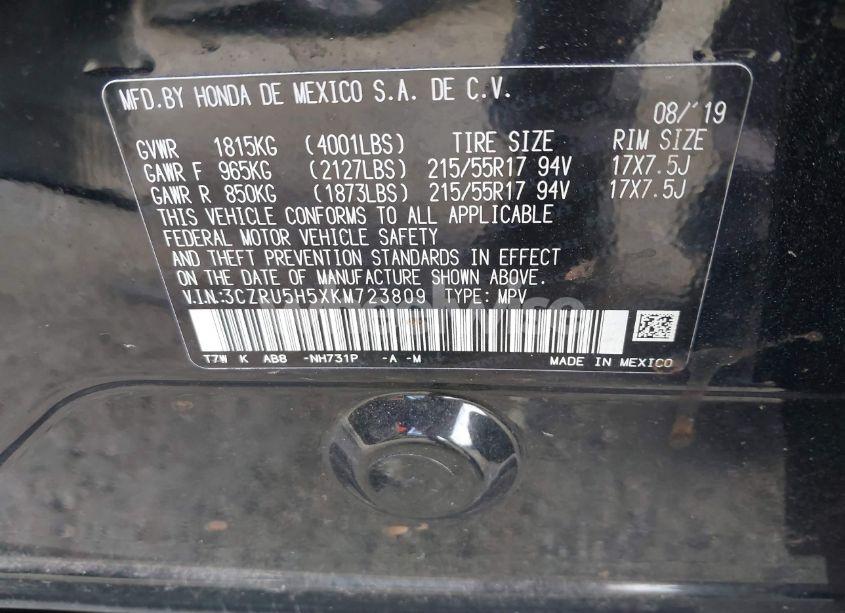 MFD.BY HONDA DE MEXICO S.A. DE C.V.
08/'19
GVWR 1815KG (4001LBS) TIRE SIZE RIM SIZE
GAWR F 965KG (2127LBS) 215/55R17 94V 17X7.5J
GAWR R 850KG (1873LBS) 215/55R17 94V 17X7.5J
THIS VEHICLE CONFORMS TO ALL APPLICABLE
FEDERAL MOTOR VEHICLE SAFETY
AND THEFT PREVENTION STANDARDS IN EFFECT
ON THE DATE OF MANUFACTURE SHOWN ABOVE.
V.I.N:3CZRU5H5XKM723809 TYPE: MPV
T7W K AB8 -NH731P -A -M
MADE IN MEXICO